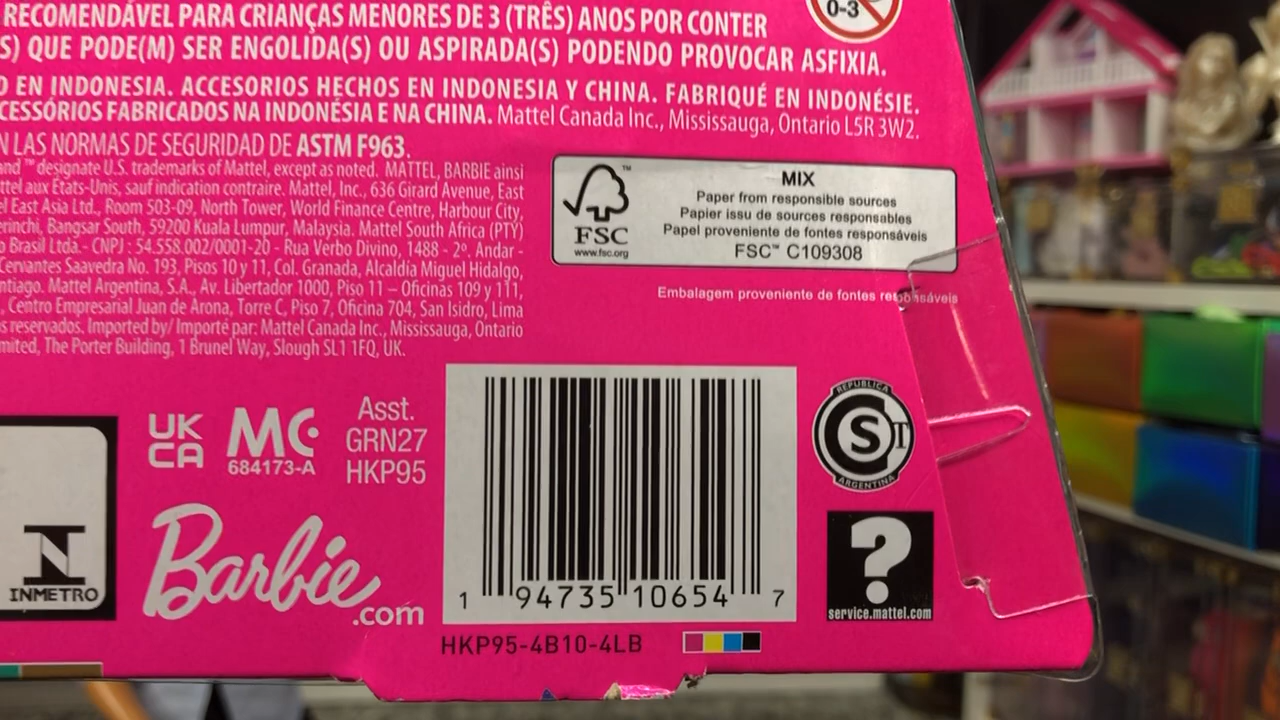 RECOMENDÁVEL PARA CRIANÇAS MENORES DE 3 (TRÊS) ANOS POR CONTER
0-3
S) QUE PODE(M) SER ENGOLIDA(S) OU ASPIRADA(S) PODENDO PROVOCAR ASFIXIA.
EN INDONESIA. ACCESORIOS HECHOS EN INDONESIA Y CHINA. FABRIQUÉ EN INDONÉSIE.
CESSÓRIOS FABRICADOS NA INDONÉSIA E NA CHINA. Mattel Canada Inc., Mississauga, Ontario L5R 3W2.
N LAS NORMAS DE SEGURIDAD DE ASTM F963.
and ™ designate U.S. trademarks of Mattel, except as noted. MATTEL, BARBIE ainsi
ttel aux États-Unis, sauf indication contraire. Mattel, Inc., 636 Girard Avenue, East
el East Asia Ltd., Room 503-09, North Tower, World Finance Centre, Harbour City,
erinchi, Bangsar South, 59200 Kuala Lumpur, Malaysia. Mattel South Africa (PTY)
o Brasil Ltda.- CNPJ : 54.558.002/0001-20 - Rua Verbo Divino, 1488 - 2º. Andar -
Cervantes Saavedra No. 193, Pisos 10 y 11, Col. Granada, Alcaldía Miguel Hidalgo,
ntiago. Mattel Argentina, S.A., Av. Libertador 1000, Piso 11 – Oficinas 109 y 111,
, Centro Empresarial Juan de Arona, Torre C, Piso 7, Oficina 704, San Isidro, Lima
s reservados. Imported by/ Importé par: Mattel Canada Inc., Mississauga, Ontario
mited, The Porter Building, 1 Brunel Way, Slough SL1 1FQ, UK.
FSC™
www.fsc.org
MIX
Paper from responsible sources
Papier issu de sources responsables
Papel proveniente de fontes responsáveis
FSC™ C109308
Embalagem proveniente de fontes responsáveis
INMETRO
UK
CA
MC
684173-A
Asst.
GRN27
HKP95
Barbie.com
1 94735 10654 7
HKP95-4B10-4LB
REPUBLICA
S T
ARGENTINA
?
service.mattel.com